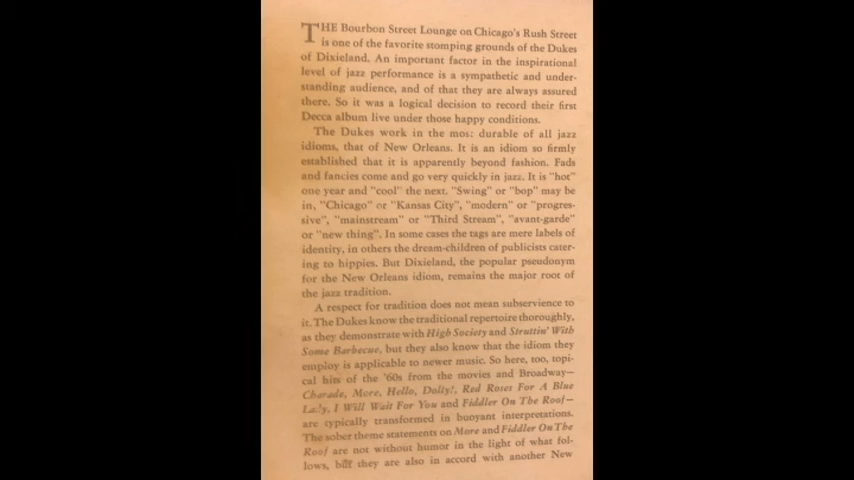 THE Bourbon Street Lounge on Chicago's Rush Street
is one of the favorite stomping grounds of the Dukes
of Dixieland. An important factor in the inspirational
level of jazz performance is a sympathetic and under-
standing audience, and of that they are always assured
there. So it was a logical decision to record their first
Decca album live under those happy conditions.
The Dukes work in the most durable of all jazz
idioms, that of New Orleans. It is an idiom so firmly
established that it is apparently beyond fashion. Fads
and fancies come and go very quickly in jazz. It is "hot"
one year and "cool" the next. "Swing" or "bop" may be
in, "Chicago" or "Kansas City", "modern" or "progres-
sive", "mainstream" or "Third Stream", "avant-garde"
or "new thing". In some cases the tags are mere labels of
identity, in others the dream-children of publicists cater-
ing to hippies. But Dixieland, the popular pseudonym
for the New Orleans idiom, remains the major root of
the jazz tradition.
A respect for tradition does not mean subservience to
it. The Dukes know the traditional repertoire thoroughly,
as they demonstrate with High Society and Struttin' With
Some Barbecue, but they also know that the idiom they
employ is applicable to newer music. So here, too, topi-
cal hits of the '60s from the movies and Broadway—
Charade, More, Hello, Dolly!, Red Roses For A Blue
Lady, I Will Wait For You and Fiddler On The Roof—
are typically transformed in buoyant interpretations.
The sober theme statements on More and Fiddler On The
Roof are not without humor in the light of what fol-
lows, but they are also in accord with another New